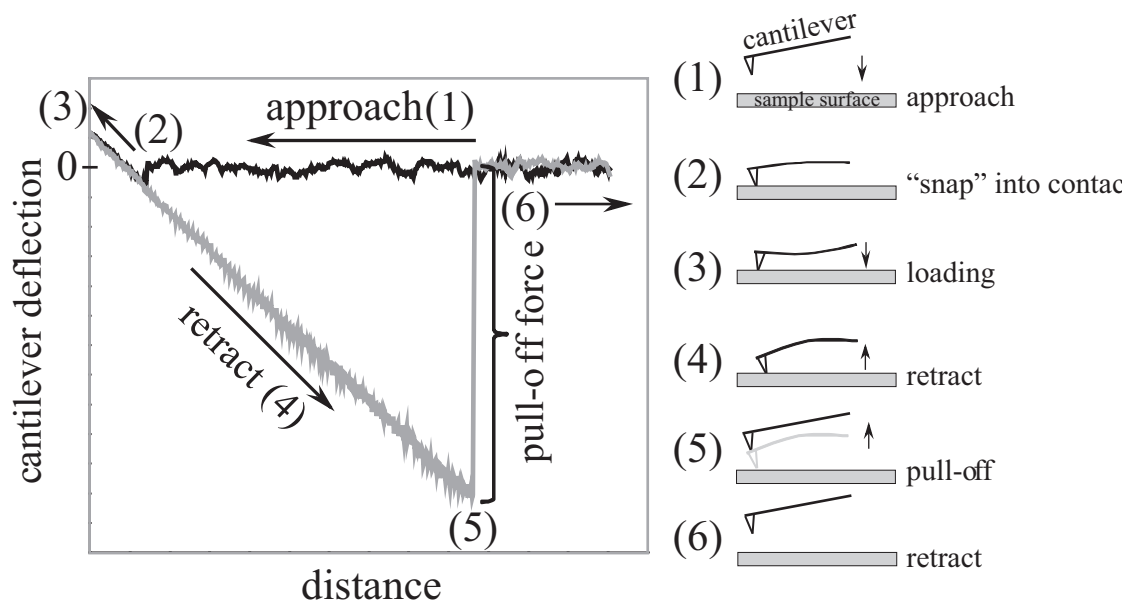 cantilever
(1)
sample surface
approach
(3)
approach(1)
(2)
0
(2)
"snap" into contac
(6)
cantilever deflection
pull-off force
retract (4)
(3)
loading
(4)
retract
(5)
pull-off
(5)
(6)
retract
distance